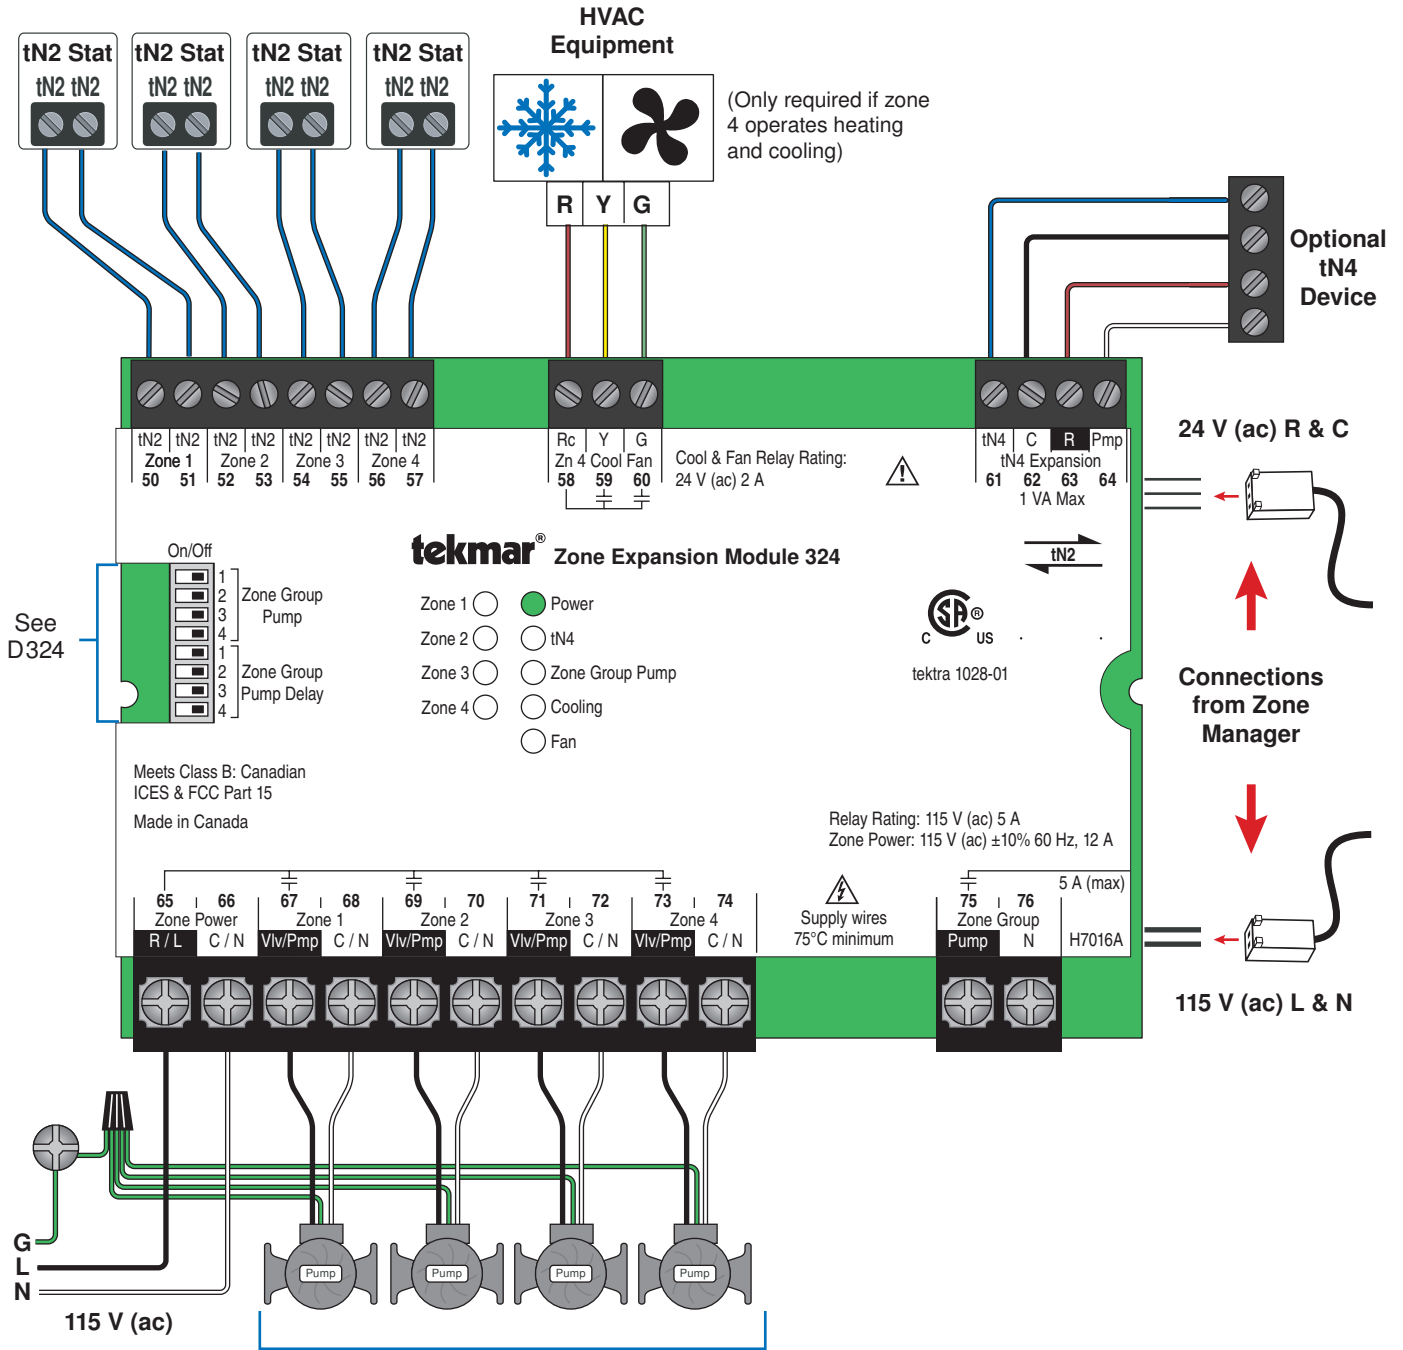 HVAC
Equipment
tN2 Stat
tN2 tN2
tN2 Stat
tN2 tN2
tN2 Stat
tN2 tN2
tN2 Stat
tN2 tN2
(Only required if zone
4 operates heating
and cooling)
R Y G
Optional
tN4
Device
tN2 tN2 tN2 tN2 tN2 tN2 tN2 tN2
Zone 1 Zone 2 Zone 3 Zone 4
50 51 52 53 54 55 56 57
Rc Y G
Zn 4 Cool Fan
58 59 60
Cool & Fan Relay Rating:
24 V (ac) 2 A
tN4 C R Pmp
tN4 Expansion
61 62 63 64
1 VA Max
24 V (ac) R & C
tekmar® Zone Expansion Module 324
tN2
On/Off
1
2
3
4
Zone Group
Pump
1
2
3
4
Zone Group
Pump Delay
See
D324
Zone 1
Zone 2
Zone 3
Zone 4
Power
tN4
Zone Group Pump
Cooling
Fan
SA ®
C US
tektra 1028-01
Connections
from Zone
Manager
Meets Class B: Canadian
ICES & FCC Part 15
Made in Canada
Relay Rating: 115 V (ac) 5 A
Zone Power: 115 V (ac) ±10% 60 Hz, 12 A
65 66 67 68 69 70 71 72 73 74
Zone Power Zone 1 Zone 2 Zone 3 Zone 4
R / L C / N Vlv/Pmp C / N Vlv/Pmp C / N Vlv/Pmp C / N Vlv/Pmp C / N
Supply wires
75°C minimum
5 A (max)
75 76
Zone Group
Pump N
H7016A
115 V (ac) L & N
G
L
N
115 V (ac)
Pump
Pump
Pump
Pump